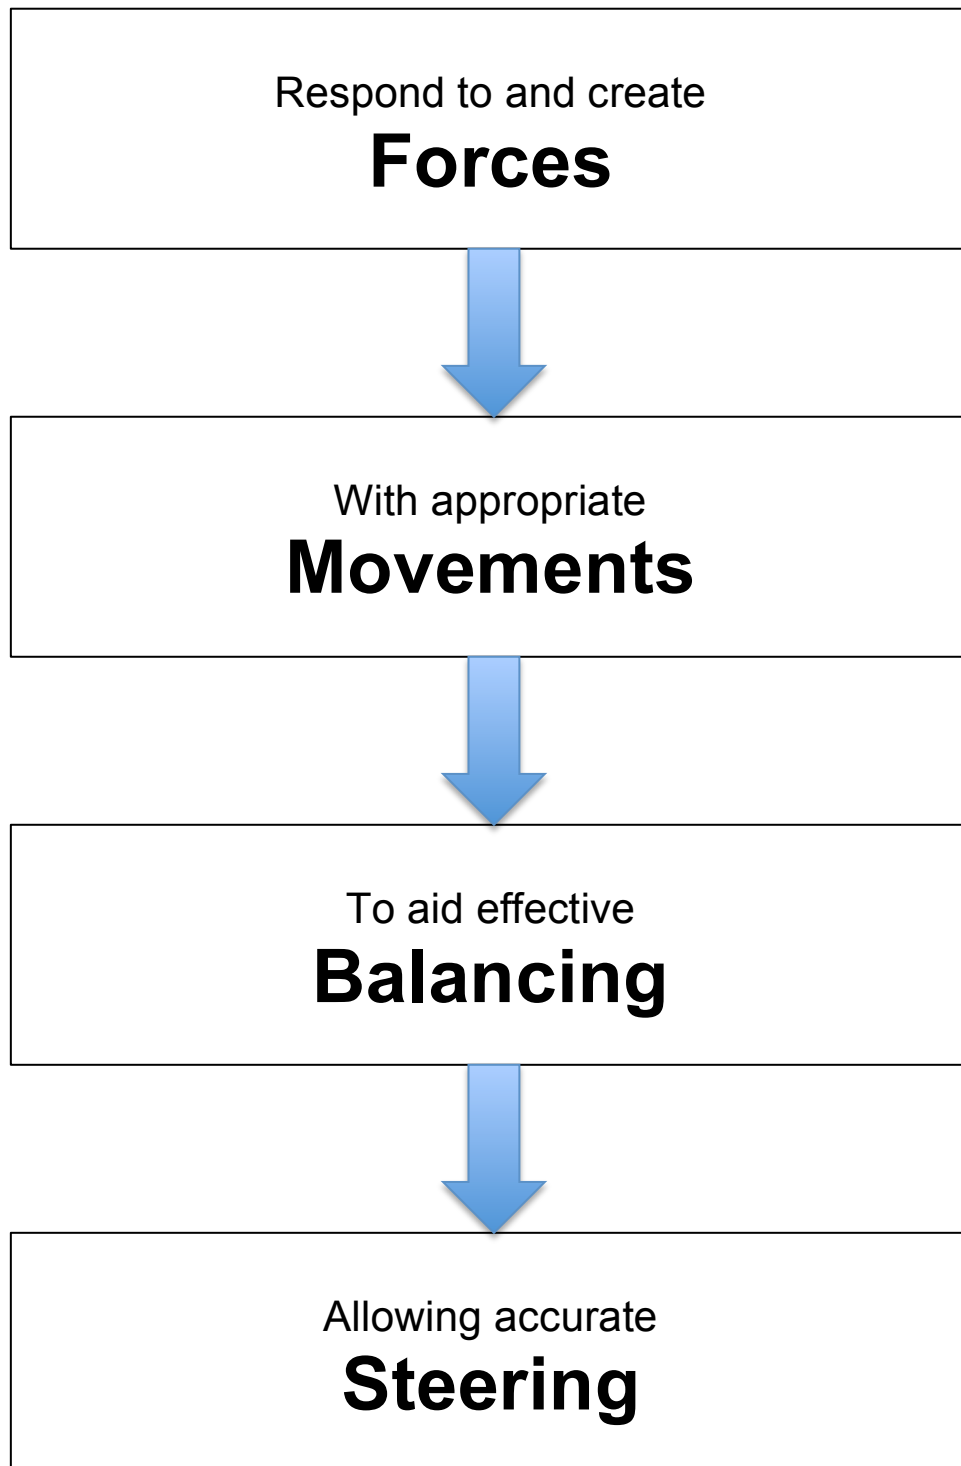 Respond to and create
Forces
With appropriate
Movements
To aid effective
Balancing
Allowing accurate
Steering